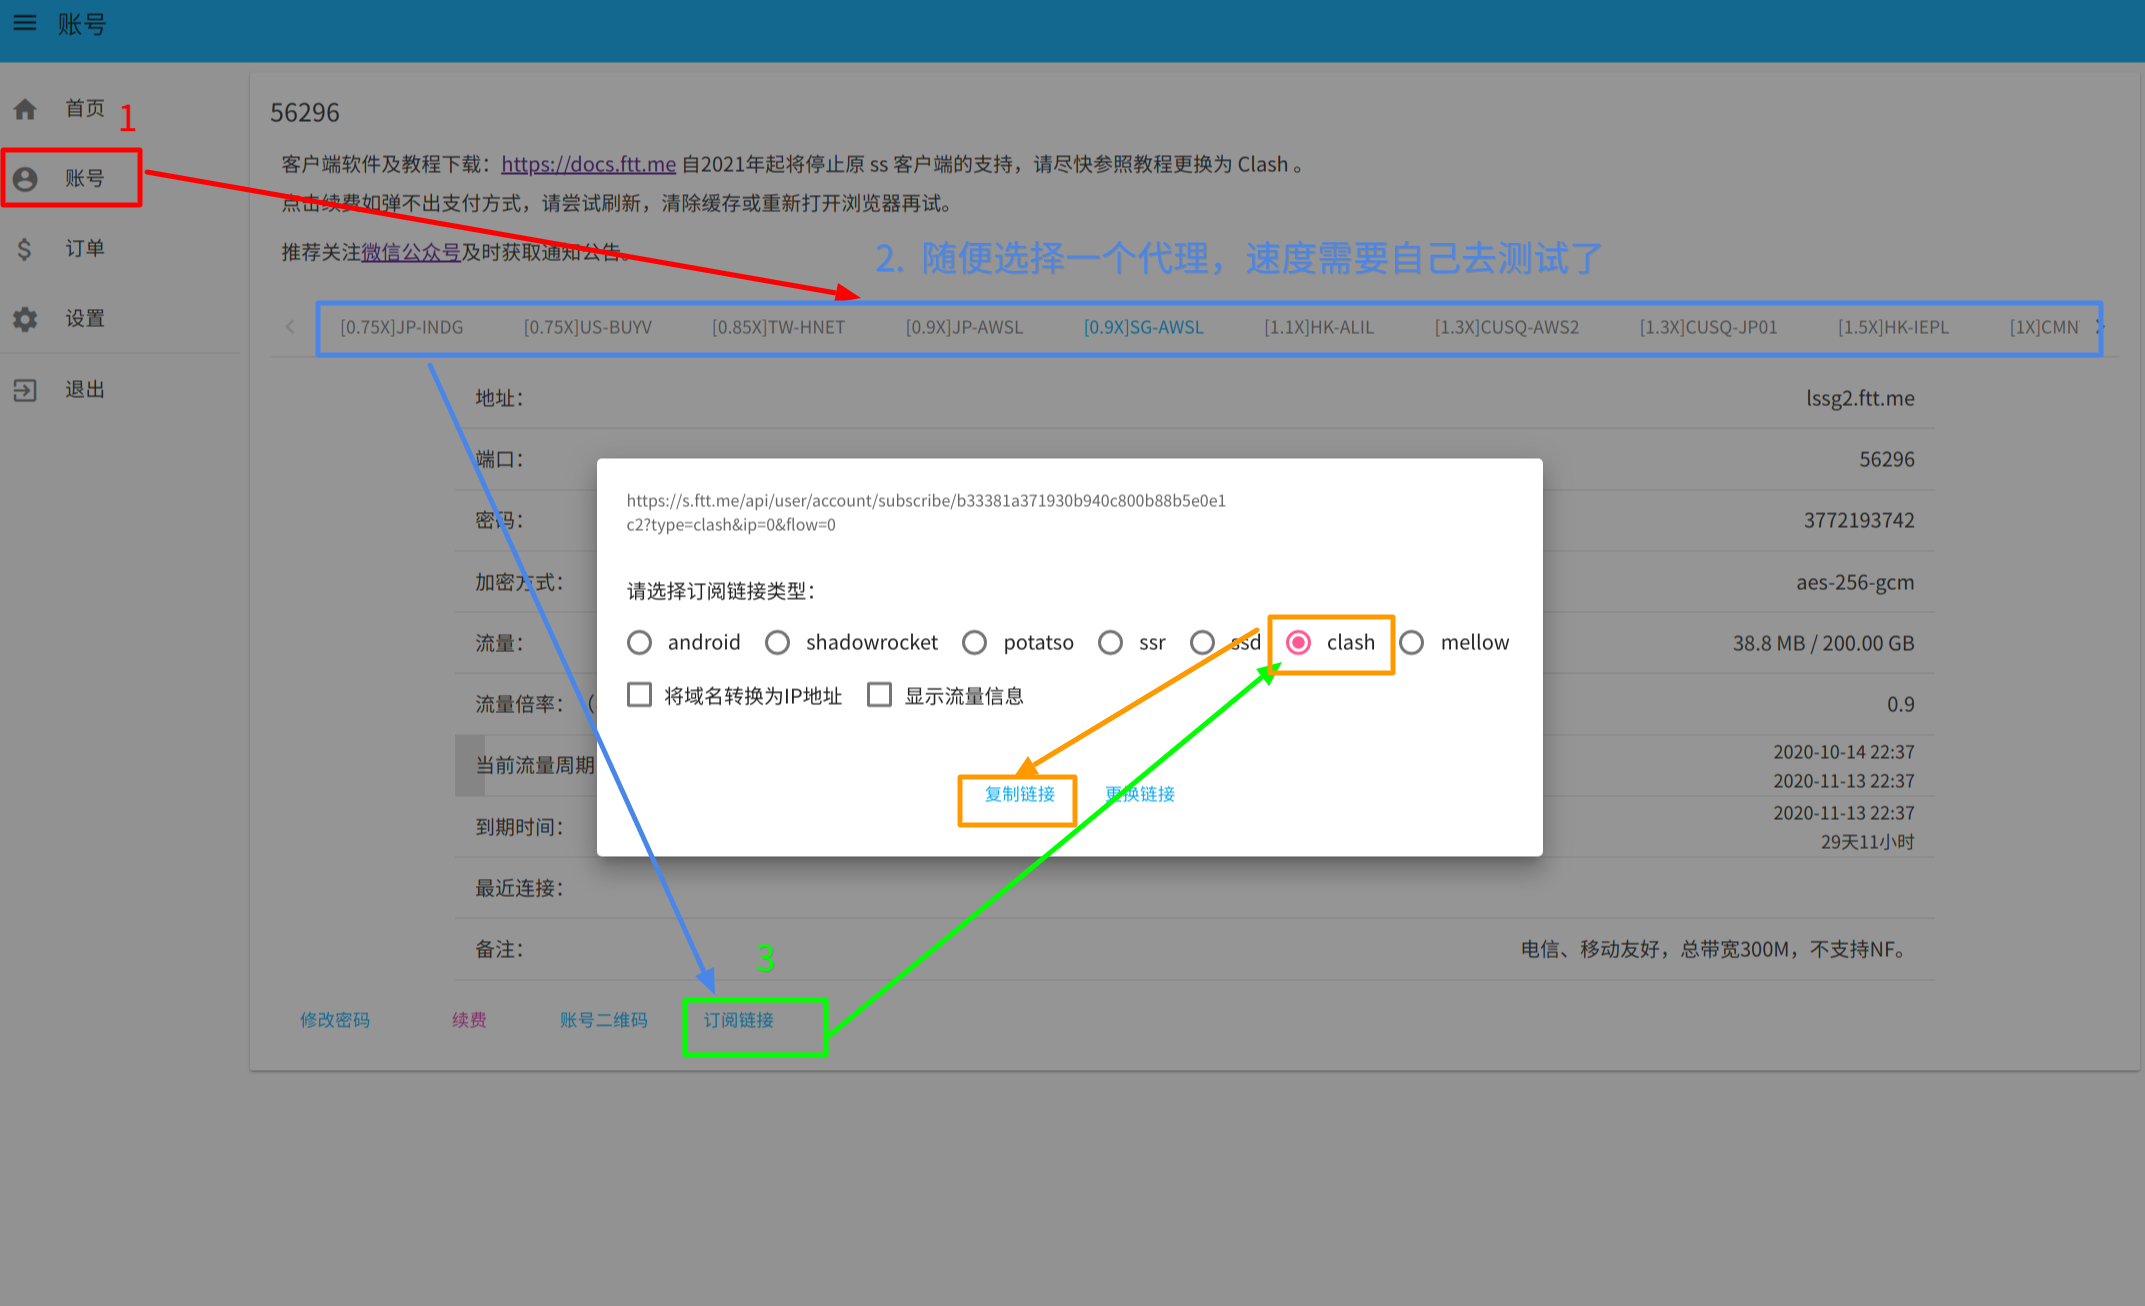 账号
首页
1
账号
订单
设置
退出
56296
客户端软件及教程下载：https://docs.ftt.me 自2021年起将停止原 ss 客户端的支持，请尽快参照教程更换为 Clash 。
点击续费如弹不出支付方式，请尝试刷新，清除缓存或重新打开浏览器再试。
推荐关注微信公众号及时获取通知公告。
2. 随便选择一个代理，速度需要自己去测试了
[0.75X]JP-INDG [0.75X]US-BUYV [0.85X]TW-HNET [0.9X]JP-AWSL [0.9X]SG-AWSL [1.1X]HK-ALIL [1.3X]CUSQ-AWS2 [1.3X]CUSQ-JP01 [1.5X]HK-IEPL [1X]CMN
地址： lssg2.ftt.me
端口： 56296
密码： 3772193742
加密方式： aes-256-gcm
流量： 38.8 MB / 200.00 GB
流量倍率：（ 0.9
当前流量周期 2020-10-14 22:37
2020-11-13 22:37
到期时间： 2020-11-13 22:37
29天11小时
最近连接：
备注： 电信、移动友好，总带宽300M，不支持NF。
https://s.ftt.me/api/user/account/subscribe/b33381a371930b940c800b88b5e0e1
c2?type=clash&ip=0&flow=0
请选择订阅链接类型：
android shadowrocket potatso ssr ssd clash mellow
将域名转换为IP地址 显示流量信息
复制链接 更换链接
3
修改密码 续费 账号二维码 订阅链接